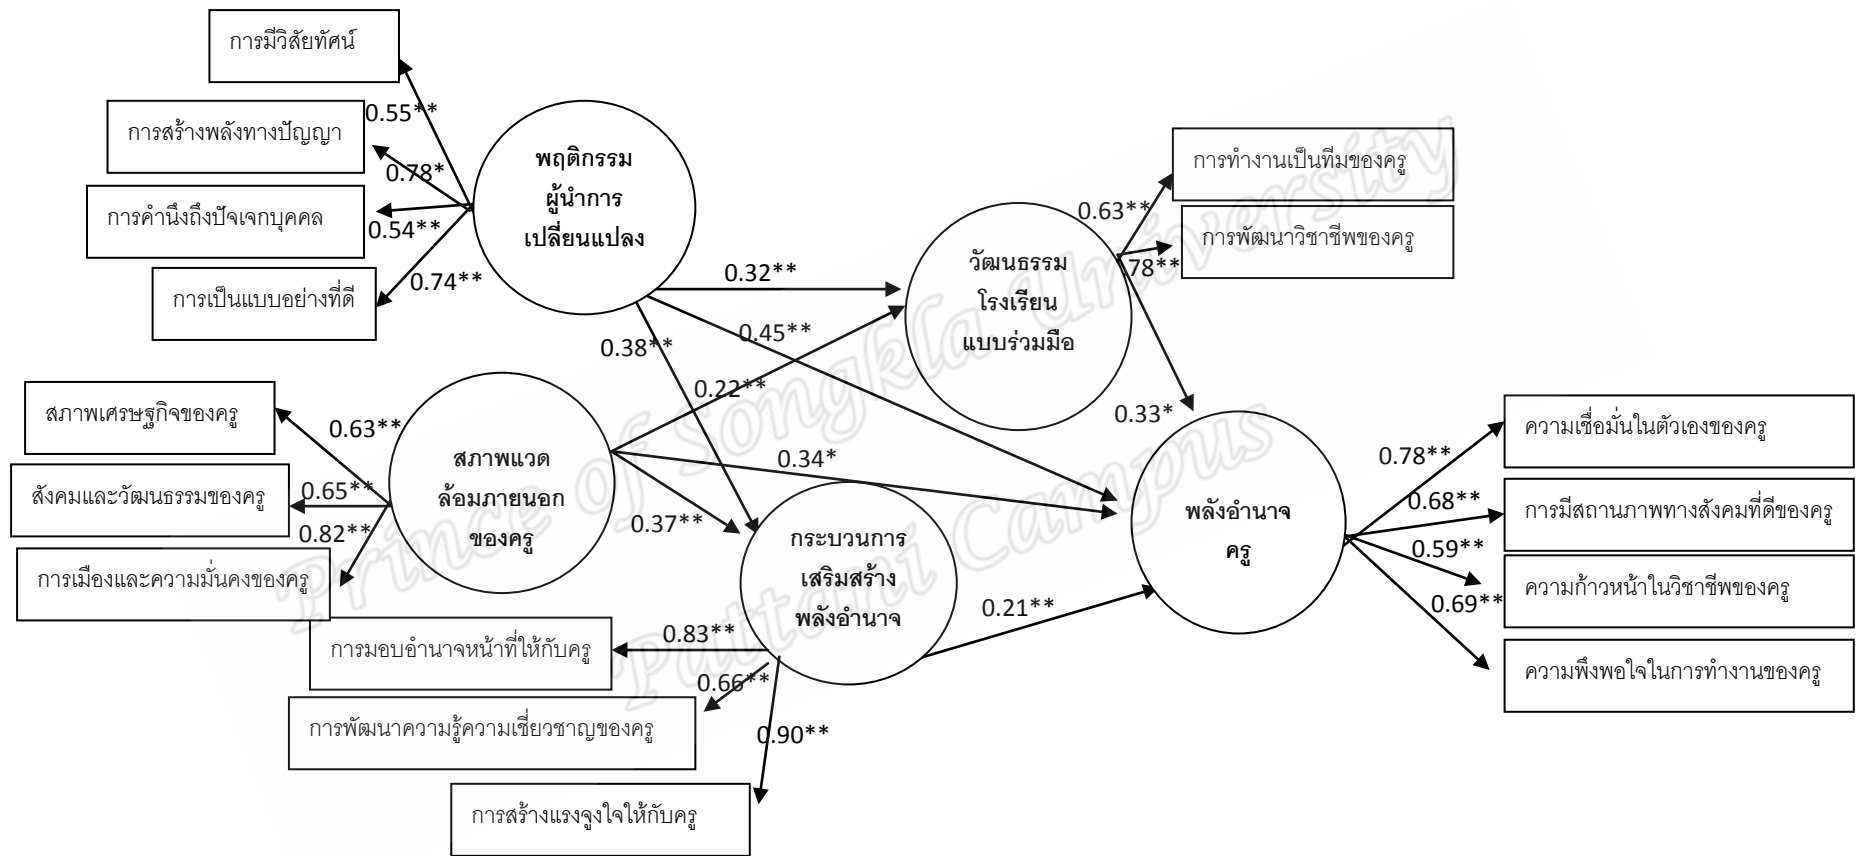 การมีวิสัยทัศน์
0.55**
การสร้างพลังทางปัญญา
0.78*
การคำนึงถึงปัจเจกบุคคล
0.54**
การเป็นแบบอย่างที่ดี
0.74**
พฤติกรรม
ผู้นำการ
เปลี่ยนแปลง
0.32**
0.45**
0.38**
0.22**
วัฒนธรรม
โรงเรียน
แบบร่วมมือ
0.63**
การทำงานเป็นทีมของครู
.78**
การพัฒนาวิชาชีพของครู
0.33*
สภาพเศรษฐกิจของครู
0.63**
สังคมและวัฒนธรรมของครู
0.65**
การเมืองและความมั่นคงของครู
0.82**
สภาพแวด
ล้อมภายนอก
ของครู
0.34*
0.37**
กระบวนการ
เสริมสร้าง
พลังอำนาจ
0.21**
การมอบอำนาจหน้าที่ให้กับครู
0.83**
การพัฒนาความรู้ความเชี่ยวชาญของครู
0.66**
การสร้างแรงจูงใจให้กับครู
0.90**
พลังอำนาจ
ครู
0.78**
ความเชื่อมั่นในตัวเองของครู
0.68**
การมีสถานภาพทางสังคมที่ดีของครู
0.59**
ความก้าวหน้าในวิชาชีพของครู
0.69**
ความพึงพอใจในการทำงานของครู
Prince of Songkla University
Pattani Campus